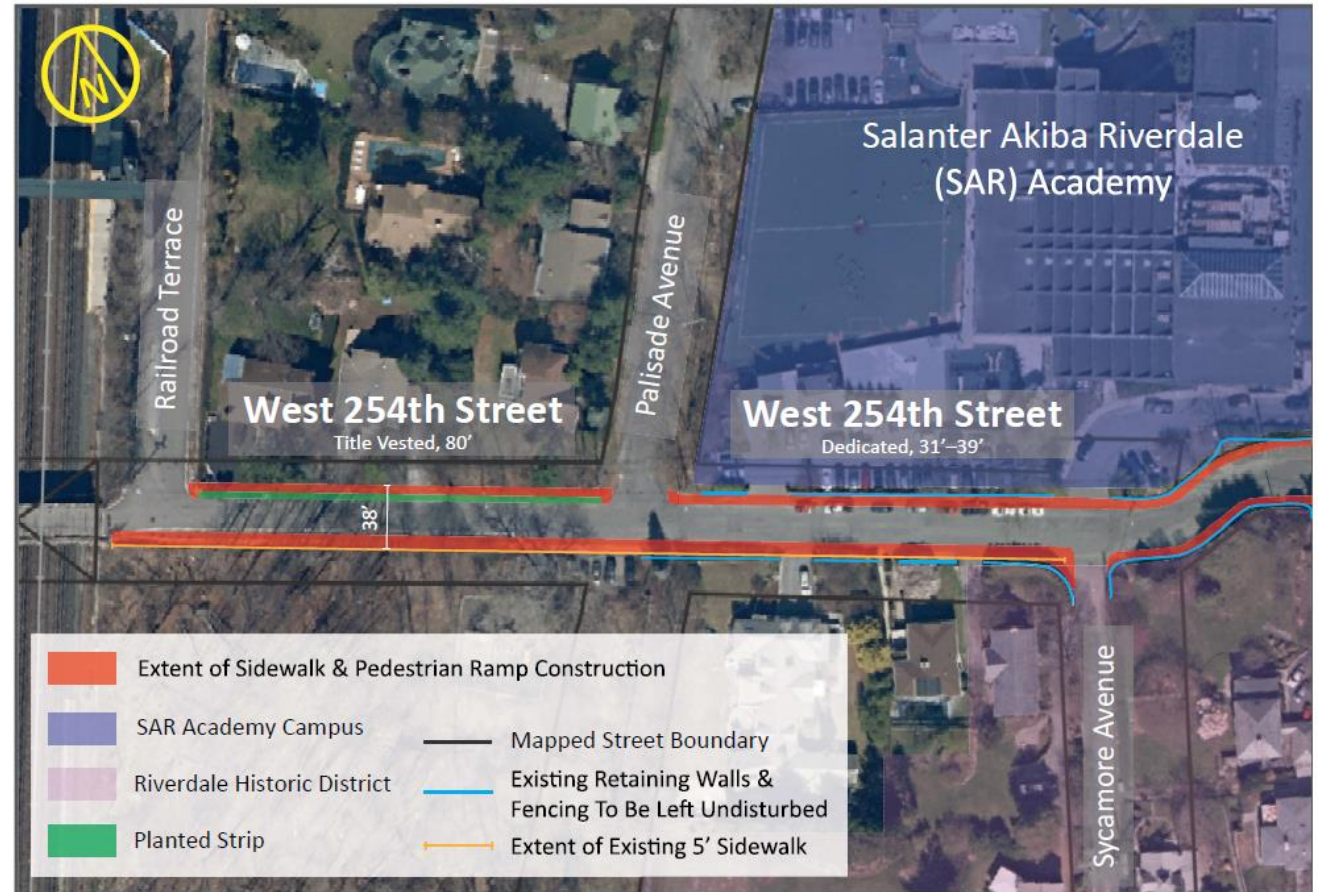 N
Salanter Akiba Riverdale
(SAR) Academy
Railroad Terrace
Palisade Avenue
West 254th Street
Title Vested, 80’
West 254th Street
Dedicated, 31’–39’
38’
Sycamore Avenue
Extent of Sidewalk & Pedestrian Ramp Construction
SAR Academy Campus
Riverdale Historic District
Planted Strip
Mapped Street Boundary
Existing Retaining Walls &
Fencing To Be Left Undisturbed
Extent of Existing 5’ Sidewalk